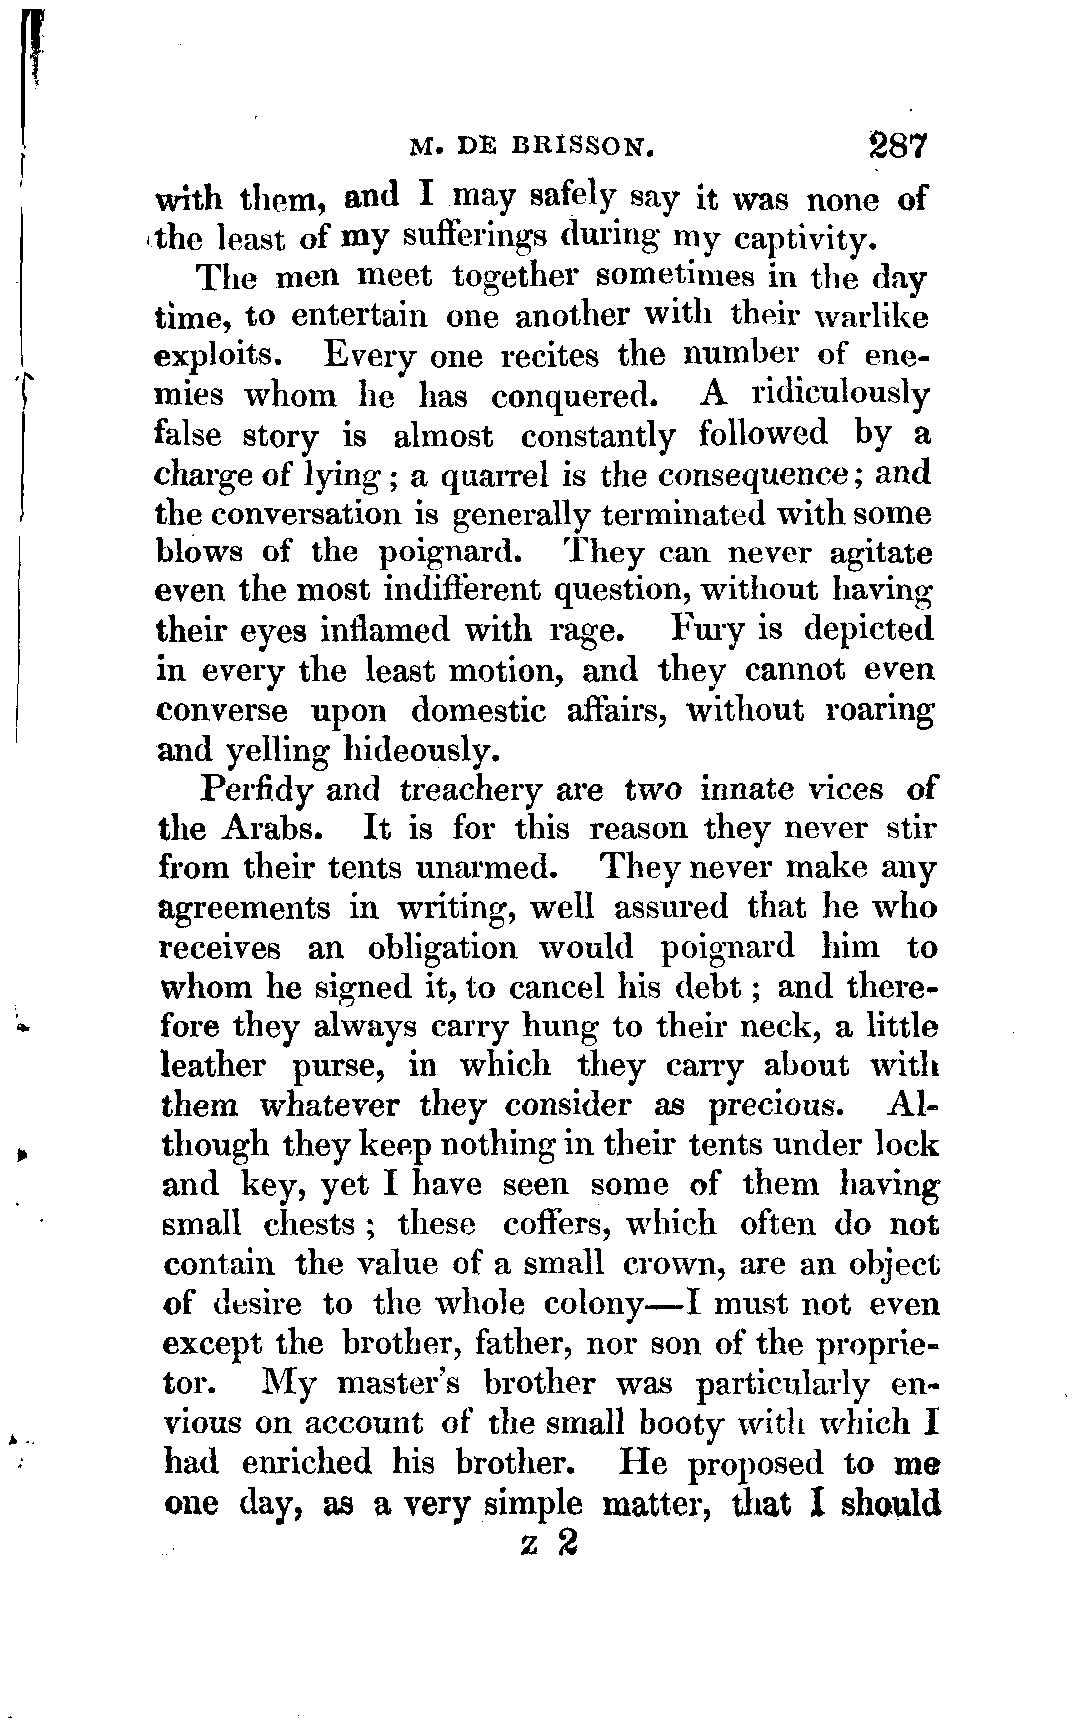 M. DE BRISSON. 287
with them, and I may safely say it was none of
the least of my sufferings during my captivity.
The men meet together sometimes in the day
time, to entertain one another with their warlike
exploits. Every one recites the number of ene-
mies whom he has conquered. A ridiculously
false story is almost constantly followed by a
charge of lying ; a quarrel is the consequence; and
the conversation is generally terminated with some
blows of the poignard. They can never agitate
even the most indifferent question, without having
their eyes inflamed with rage. Fury is depicted
in every the least motion, and they cannot even
converse upon domestic affairs, without roaring
and yelling hideously.
Perfidy and treachery are two innate vices of
the Arabs. It is for this reason they never stir
from their tents unarmed. They never make any
agreements in writing, well assured that he who
receives an obligation would poignard him to
whom he signed it, to cancel his debt ; and there-
fore they always carry hung to their neck, a little
leather purse, in which they carry about with
them whatever they consider as precious. Al-
though they keep nothing in their tents under lock
and key, yet I have seen some of them having
small chests ; these coffers, which often do not
contain the value of a small crown, are an object
of desire to the whole colony—I must not even
except the brother, father, nor son of the proprie-
tor. My master's brother was particularly en-
vious on account of the small booty with which I
had enriched his brother. He proposed to me
one day, as a very simple matter, that I should
z 2